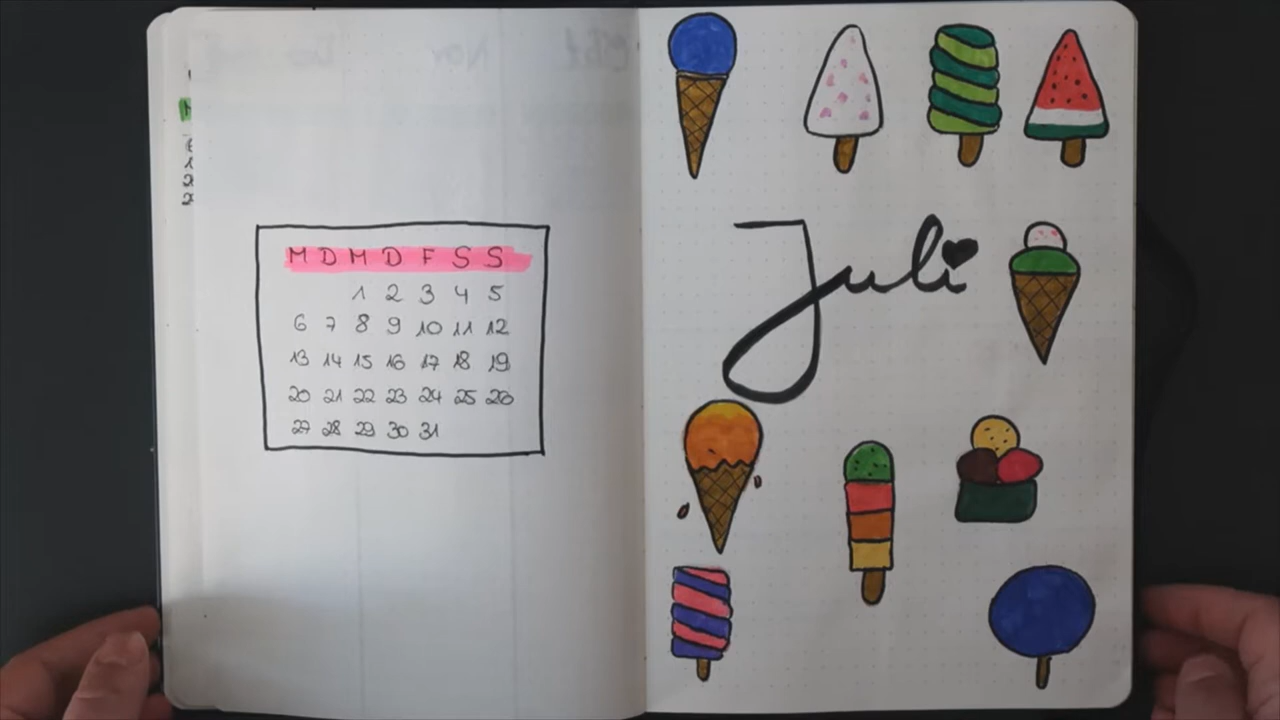 M D M D F S S
1 2 3 4 5
6 7 8 9 10 11 12
13 14 15 16 17 18 19
20 21 22 23 24 25 26
27 28 29 30 31
Juli